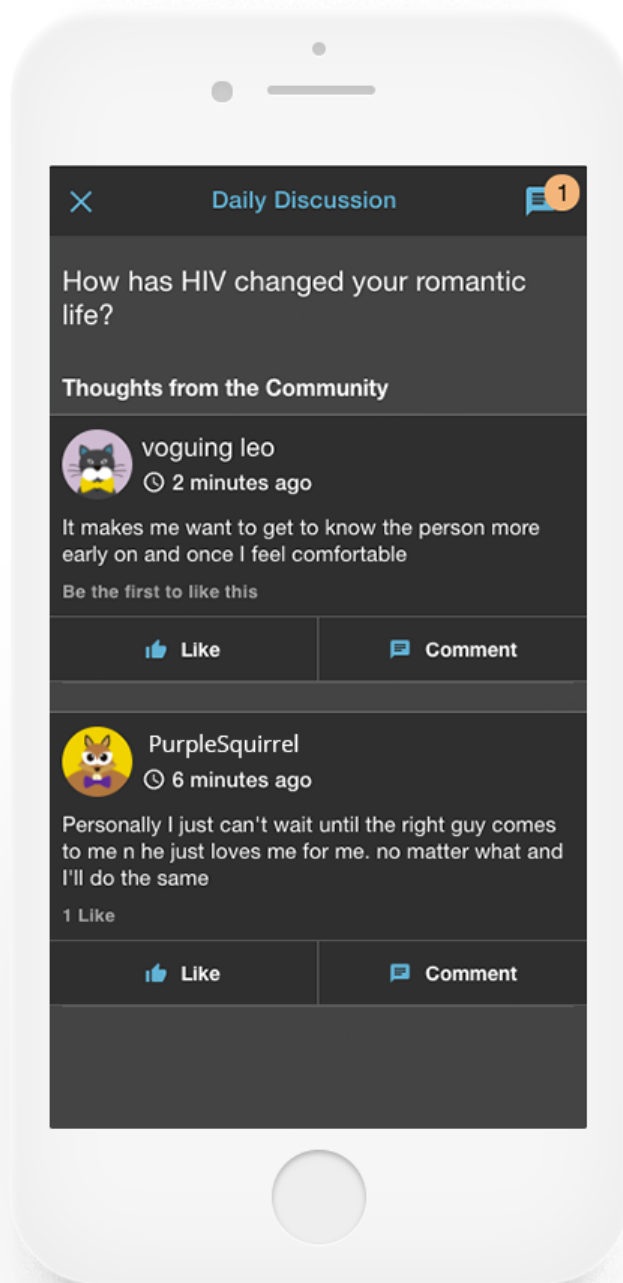 Daily Discussion
1
How has HIV changed your romantic
life?
Thoughts from the Community
voguing leo
2 minutes ago
It makes me want to get to know the person more
early on and once I feel comfortable
Be the first to like this
Like
Comment
PurpleSquirrel
6 minutes ago
Personally I just can't wait until the right guy comes
to me n he just loves me for me. no matter what and
I'll do the same
1 Like
Like
Comment